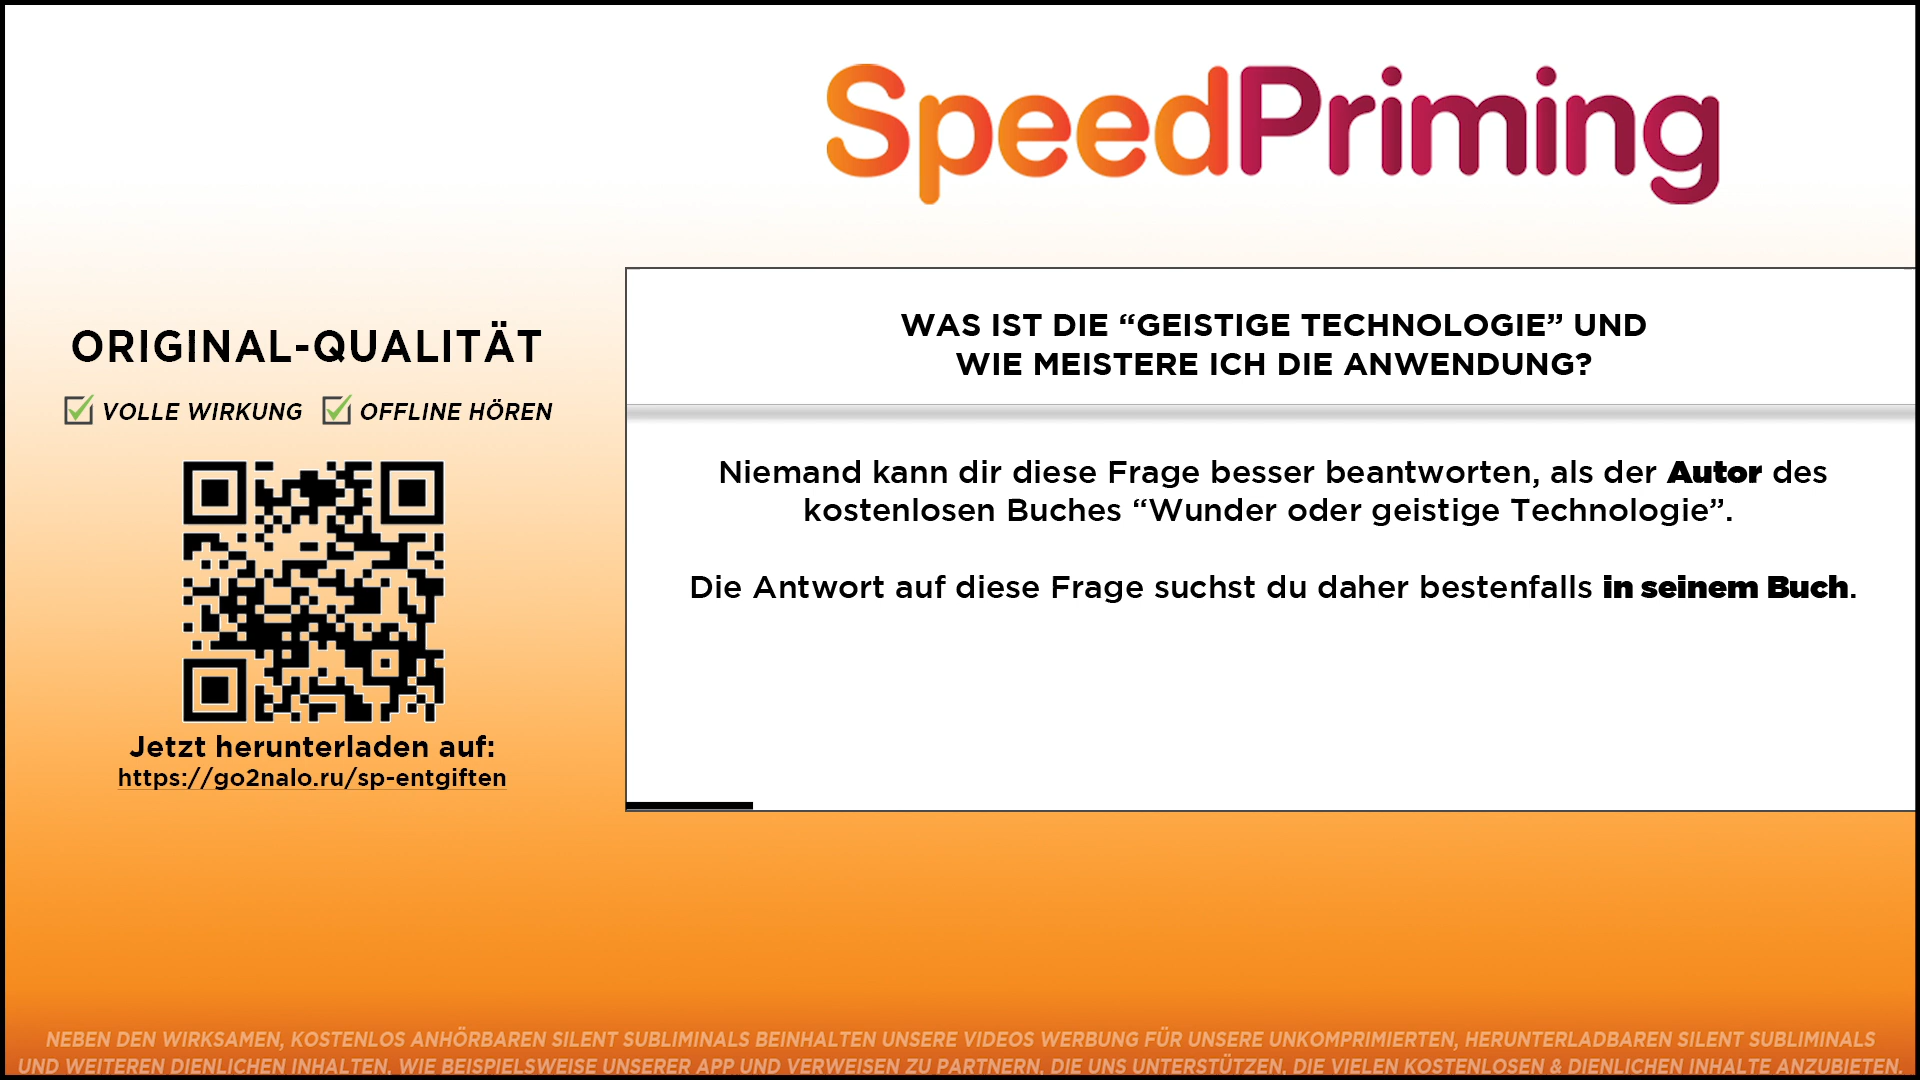 SpeedPriming
ORIGINAL-QUALITÄT
VOLLE WIRKUNG OFFLINE HÖREN
Jetzt herunterladen auf:
https://go2nalo.ru/sp-entgiften
WAS IST DIE “GEISTIGE TECHNOLOGIE” UND
WIE MEISTERE ICH DIE ANWENDUNG?
Niemand kann dir diese Frage besser beantworten, als der Autor des
kostenlosen Buches “Wunder oder geistige Technologie”.
Die Antwort auf diese Frage suchst du daher bestenfalls in seinem Buch.
NEBEN DEN WIRKSAMEN, KOSTENLOS ANHÖRBAREN SILENT SUBLIMINALS BEINHALTEN UNSERE VIDEOS WERBUNG FÜR UNSERE UNKOMPRIMIERTEN, HERUNTERLADBAREN SILENT SUBLIMINALS
UND WEITEREN DIENLICHEN INHALTEN, WIE BEISPIELSWEISE UNSERER APP UND VERWEISEN ZU PARTNERN, DIE UNS UNTERSTÜTZEN, DIE VIELEN KOSTENLOSEN & DIENLICHEN INHALTE ANZUBIETEN.